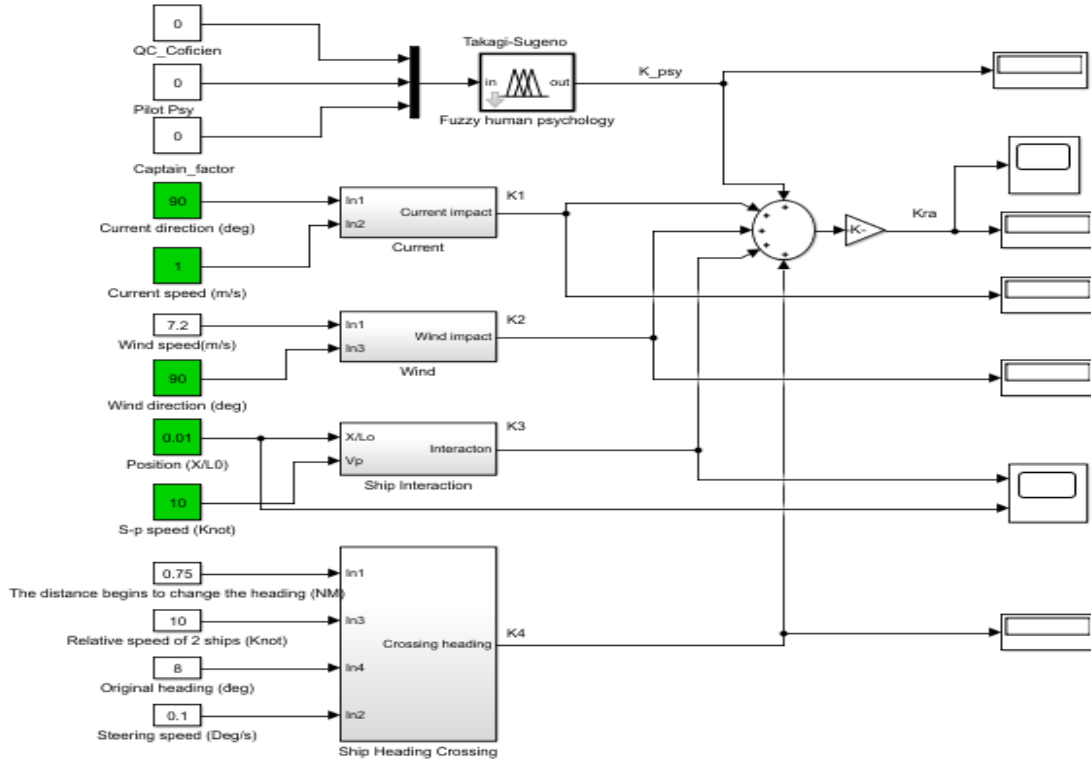 0
QC_Coficien
0
Pilot Psy
0
Captain_factor
Takagi-Sugeno
in
out
Fuzzy human psychology
K_psy
90
Current direction (deg)
1
Current speed (m/s)
In1
In2
Current impact
Current
K1
7.2
Wind speed(m/s)
90
Wind direction (deg)
In1
In3
Wind impact
Wind
K2
0.01
Position (X/L0)
10
S-p speed (Knot)
X/Lo
Vp
Interacton
Ship Interaction
K3
0.75
The distance begins to change the heading (NM)
10
Relative speed of 2 ships (Knot)
8
Original heading (đeg)
0.1
Steering speed (Deg/s)
In1
In3
In4
In2
Crossing heading
Ship Heading Crossing
K4
+
+
+
+
+
-K-
Kra